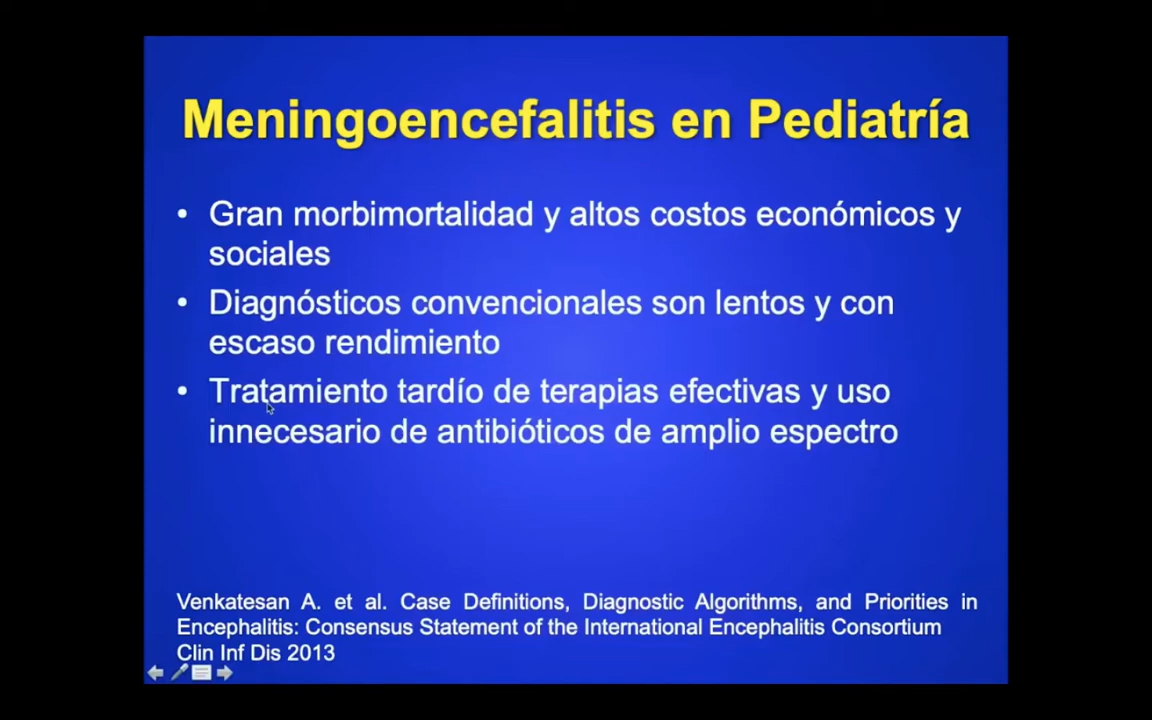 Meningoencefalitis en Pediatría
• Gran morbimortalidad y altos costos económicos y
sociales
• Diagnósticos convencionales son lentos y con
escaso rendimiento
• Tratamiento tardío de terapias efectivas y uso
innecesario de antibióticos de amplio espectro
Venkatesan A. et al. Case Definitions, Diagnostic Algorithms, and Priorities in
Encephalitis: Consensus Statement of the International Encephalitis Consortium
Clin Inf Dis 2013